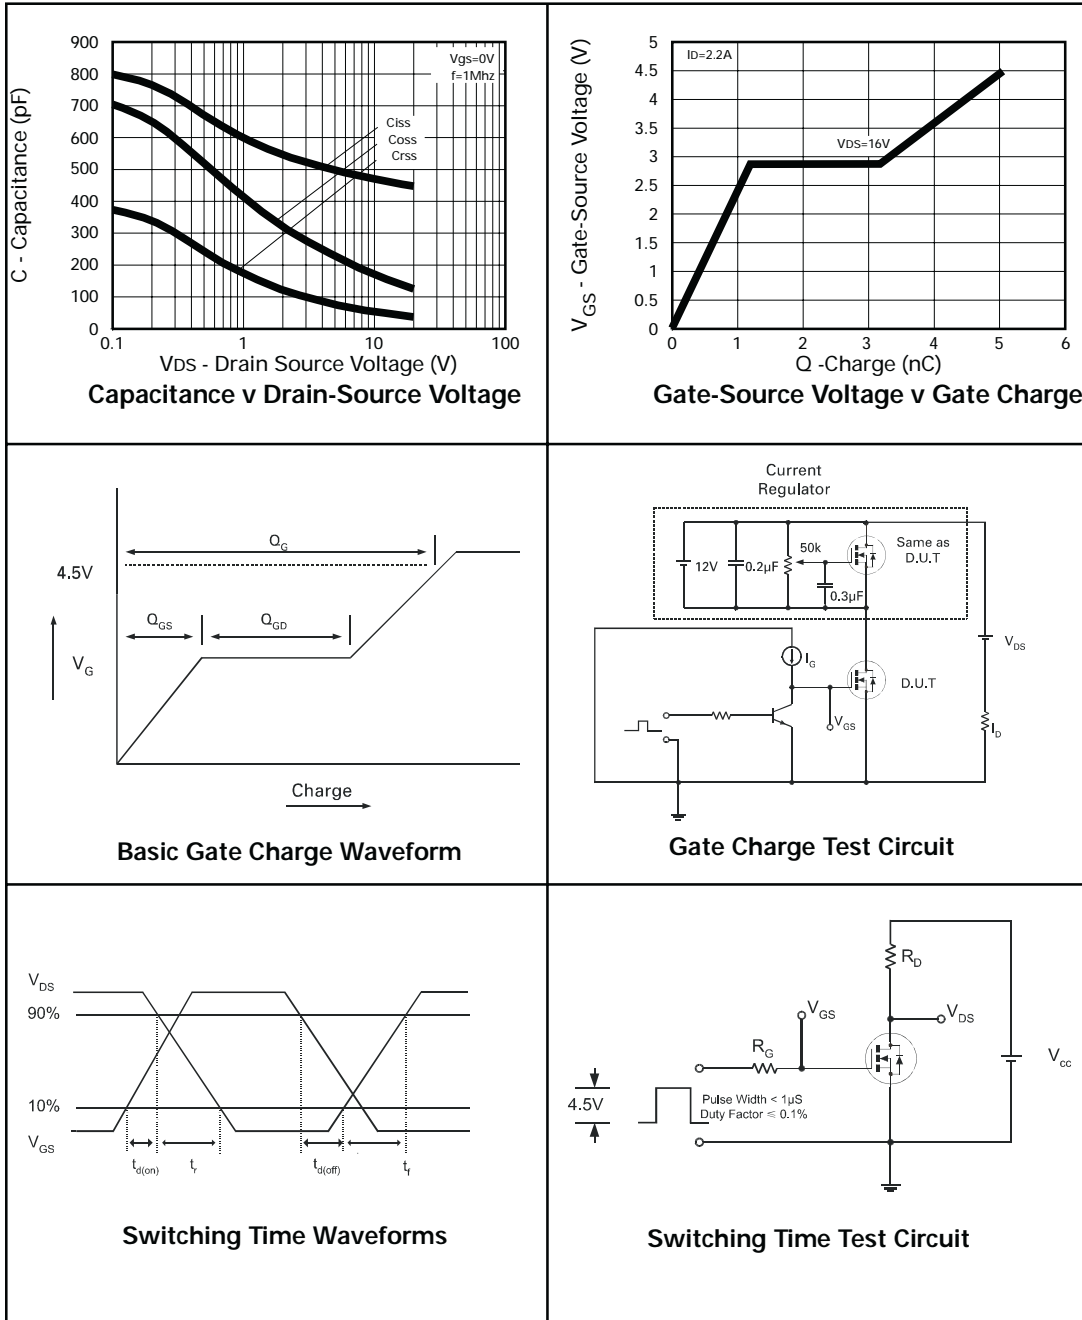 900
800
700
600
500
400
300
200
100
0
C - Capacitance (pF)
Vgs=0V
f=1Mhz
Ciss
Coss
Crss
0.1
1
10
100
VDS - Drain Source Voltage (V)
Capacitance v Drain-Source Voltage
5
4.5
4
3.5
3
2.5
2
1.5
1
0.5
0
VGS - Gate-Source Voltage (V)
ID=2.2A
VDS=16V
0
1
2
3
4
5
6
Q -Charge (nC)
Gate-Source Voltage v Gate Charge
QG
4.5V
QGS
QGD
VG
Charge
Basic Gate Charge Waveform
Current
Regulator
12V
0.2µF
50k
0.3µF
Same as
D.U.T
IG
VGS
D.U.T
VDS
ID
Gate Charge Test Circuit
VDS
90%
10%
VGS
td(on)
tr
td(off)
tf
Switching Time Waveforms
RD
VGS
VDS
RG
Vcc
4.5V
Pulse Width < 1µS
Duty Factor ≤ 0.1%
Switching Time Test Circuit